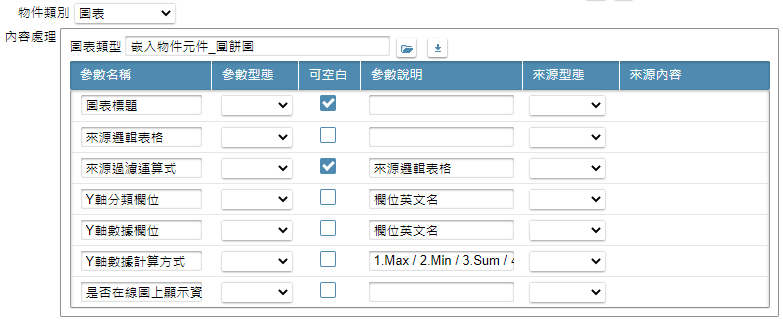 物件類別 圖表
內容處理
圖表類型 嵌入物件元件_圓餅圖
參數名稱 參數型態 可空白 參數說明 來源型態 來源內容
圖表標題
來源邏輯表格
來源過濾運算式 來源邏輯表格
Y軸分類欄位 欄位英文名
Y軸數據欄位 欄位英文名
Y軸數據計算方式 1.Max / 2.Min / 3.Sum /
是否在線圖上顯示資